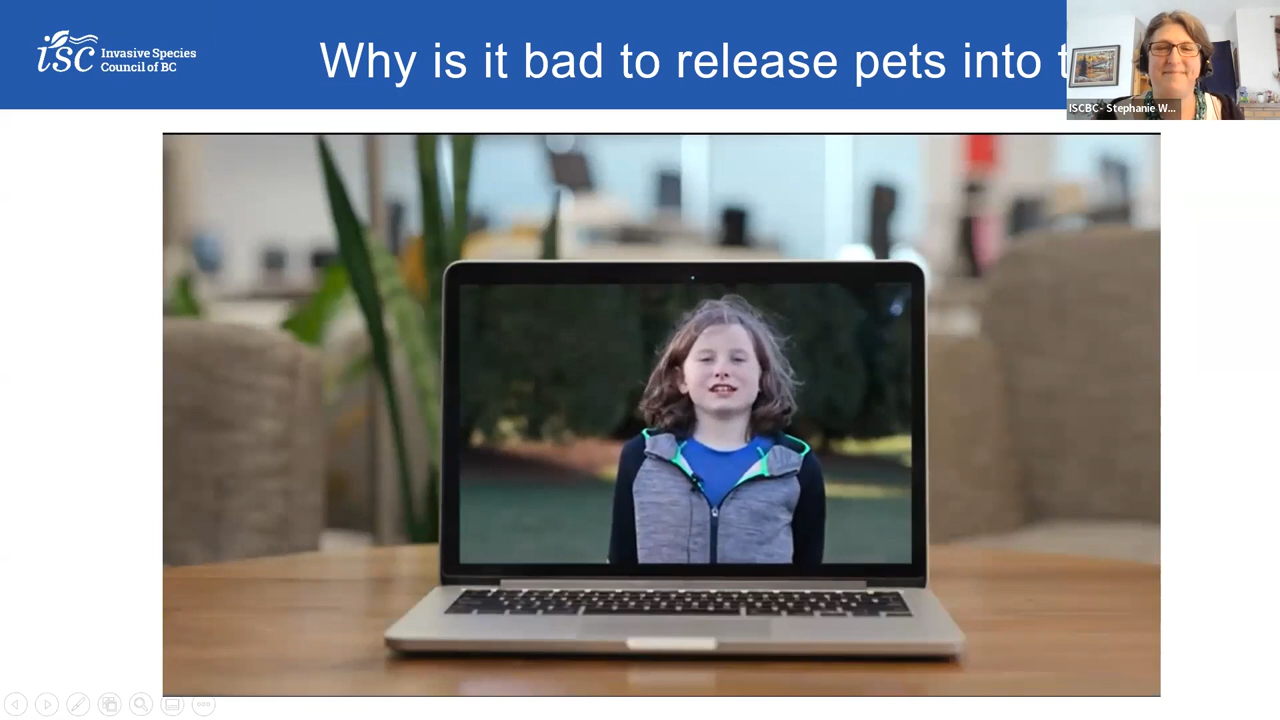 isc Invasive Species
Council of BC
Why is it bad to release pets into t
ISCBC- Stephanie W...